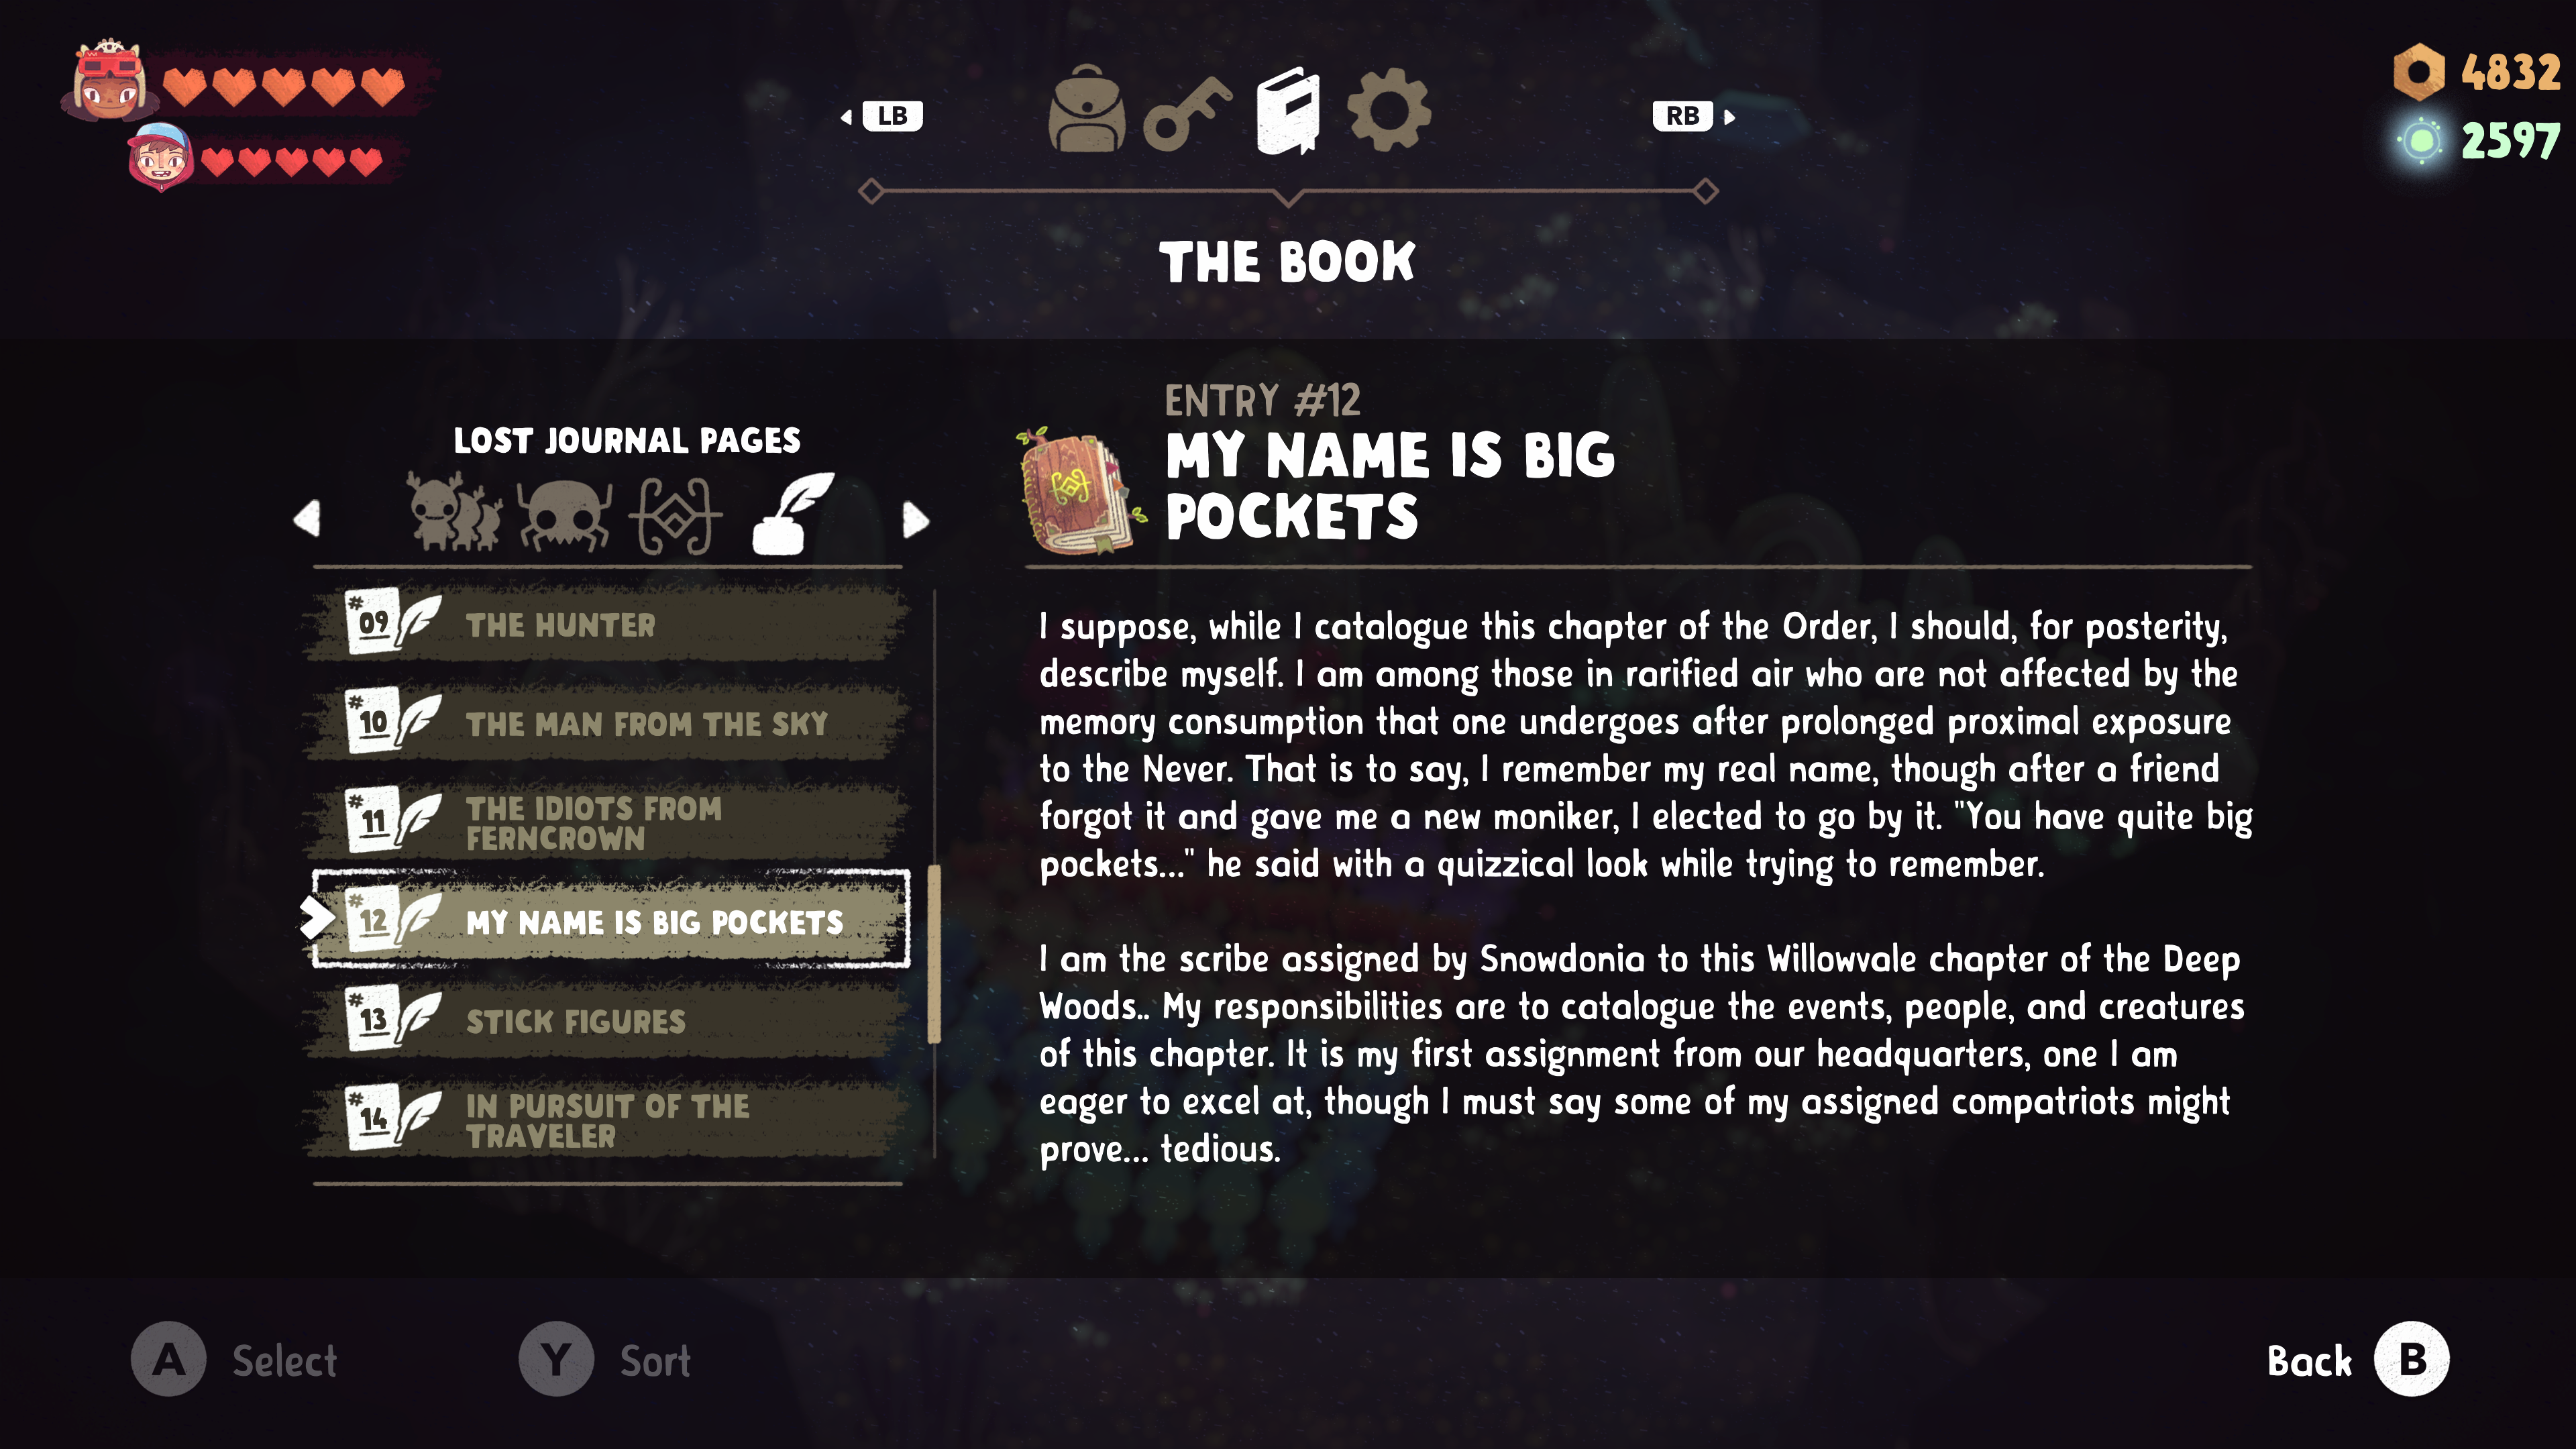 4832
LB
RB
2597
THE BOOK
LOST JOURNAL PAGES
#09
THE HUNTER
#10
THE MAN FROM THE SKY
#11
THE IDIOTS FROM
FERNCROWN
#12
MY NAME IS BIG POCKETS
#13
STICK FIGURES
#14
IN PURSUIT OF THE
TRAVELER
ENTRY #12
MY NAME IS BIG
POCKETS
I suppose, while I catalogue this chapter of the Order, I should, for posterity,
describe myself. I am among those in rarified air who are not affected by the
memory consumption that one undergoes after prolonged proximal exposure
to the Never. That is to say, I remember my real name, though after a friend
forgot it and gave me a new moniker, I elected to go by it. "You have quite big
pockets..." he said with a quizzical look while trying to remember.
I am the scribe assigned by Snowdonia to this Willowvale chapter of the Deep
Woods.. My responsibilities are to catalogue the events, people, and creatures
of this chapter. It is my first assignment from our headquarters, one I am
eager to excel at, though I must say some of my assigned compatriots might
prove... tedious.
A Select
Y Sort
Back B